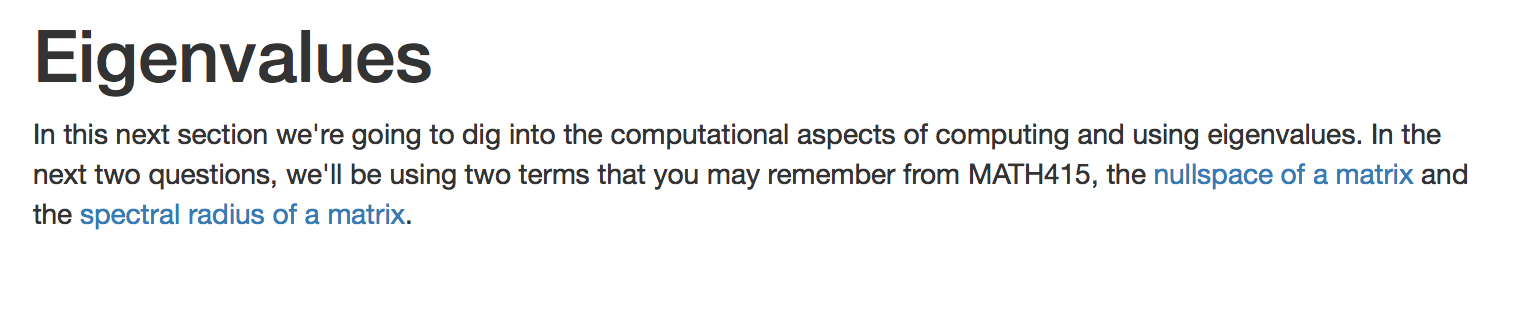 Eigenvalues
In this next section we're going to dig into the computational aspects of computing and using eigenvalues. In the
next two questions, we'll be using two terms that you may remember from MATH415, the nullspace of a matrix and
the spectral radius of a matrix.